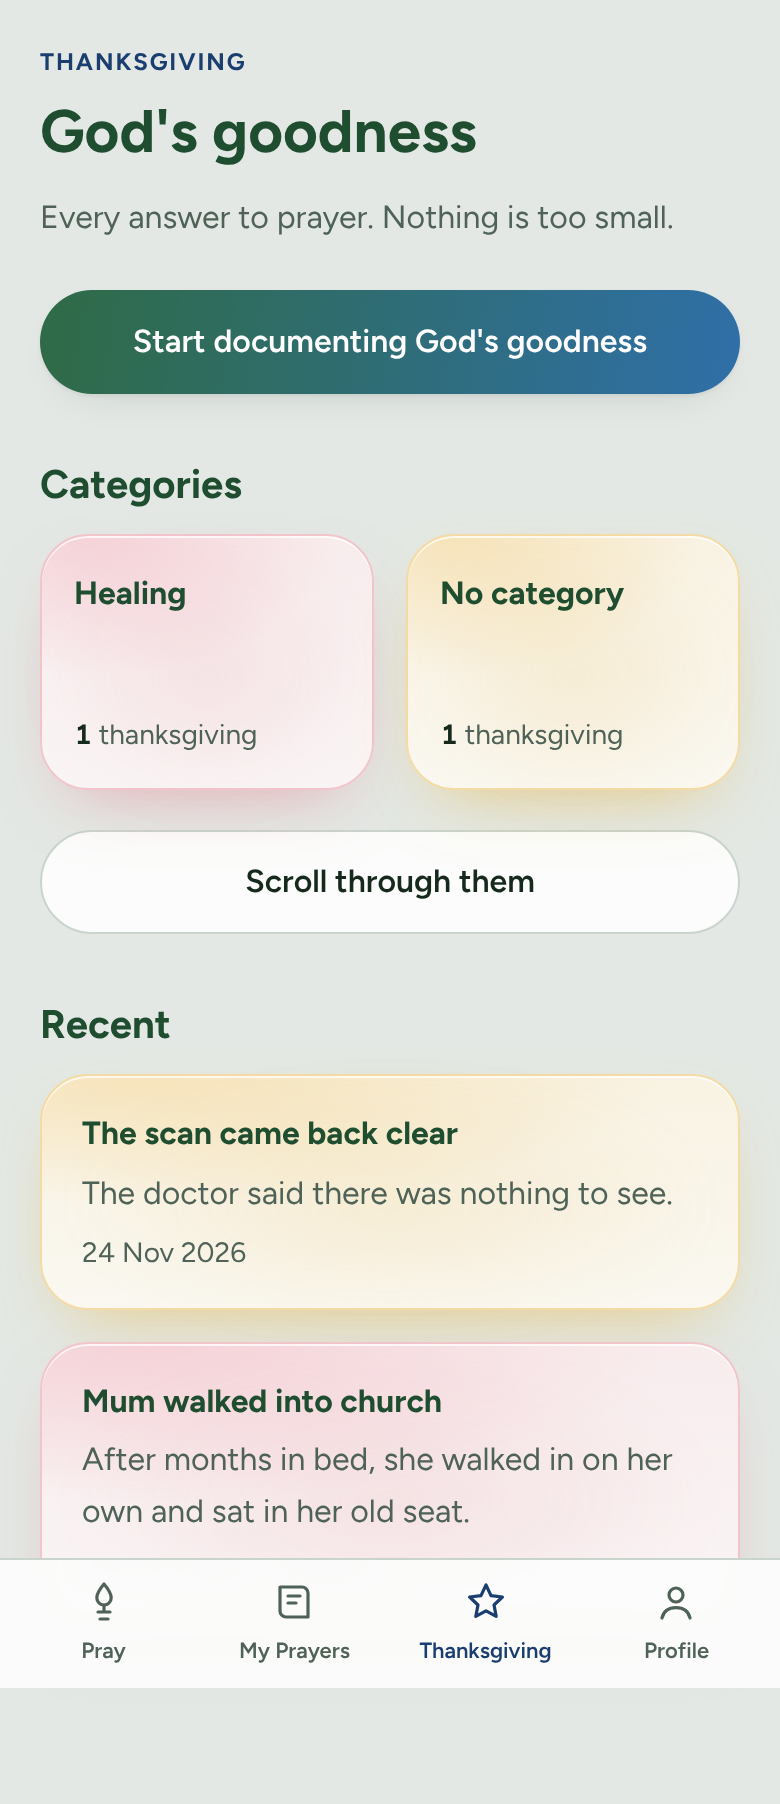 THANKSGIVING
God's goodness
Every answer to prayer. Nothing is too small.
Start documenting God's goodness
Categories
Healing
1 thanksgiving
No category
1 thanksgiving
Scroll through them
Recent
The scan came back clear
The doctor said there was nothing to see.
24 Nov 2026
Mum walked into church
After months in bed, she walked in on her
own and sat in her old seat.
Pray
My Prayers
Thanksgiving
Profile